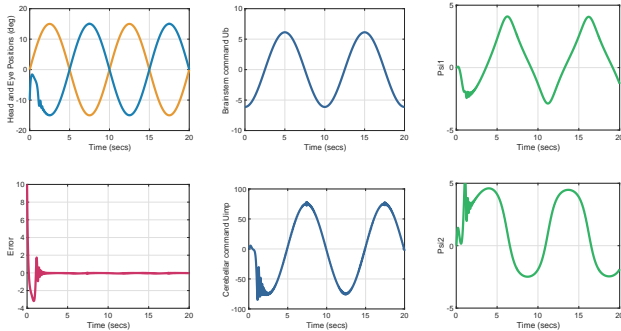 20
10
0
-10
-20
0 5 10 15 20
Head and Eye Positions (deg)
Time (secs)
10
5
0
-5
-10
0 5 10 15 20
Brainstem command Ub
Time (secs)
5
0
-5
0 5 10 15 20
Psi1
Time (secs)
10
8
6
4
2
0
-2
-4
0 5 10 15 20
Error
Time (secs)
100
50
0
-50
-100
0 5 10 15 20
Cerebellar command Uimp
Time (secs)
5
0
-5
0 5 10 15 20
Psi2
Time (secs)